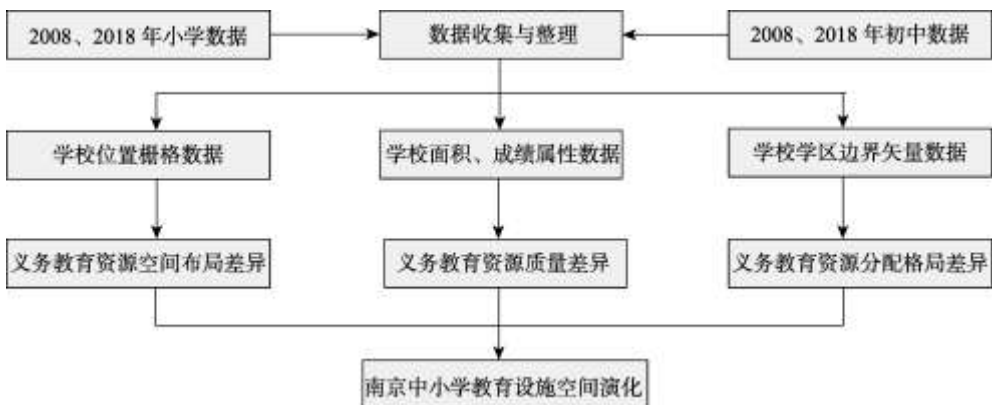 2008、2018 年小学数据
数据收集与整理
2008、2018 年初中数据
学校位置栅格数据
学校面积、成绩属性数据
学校学区边界矢量数据
义务教育资源空间布局差异
义务教育资源质量差异
义务教育资源分配格局差异
南京中小学教育设施空间演化